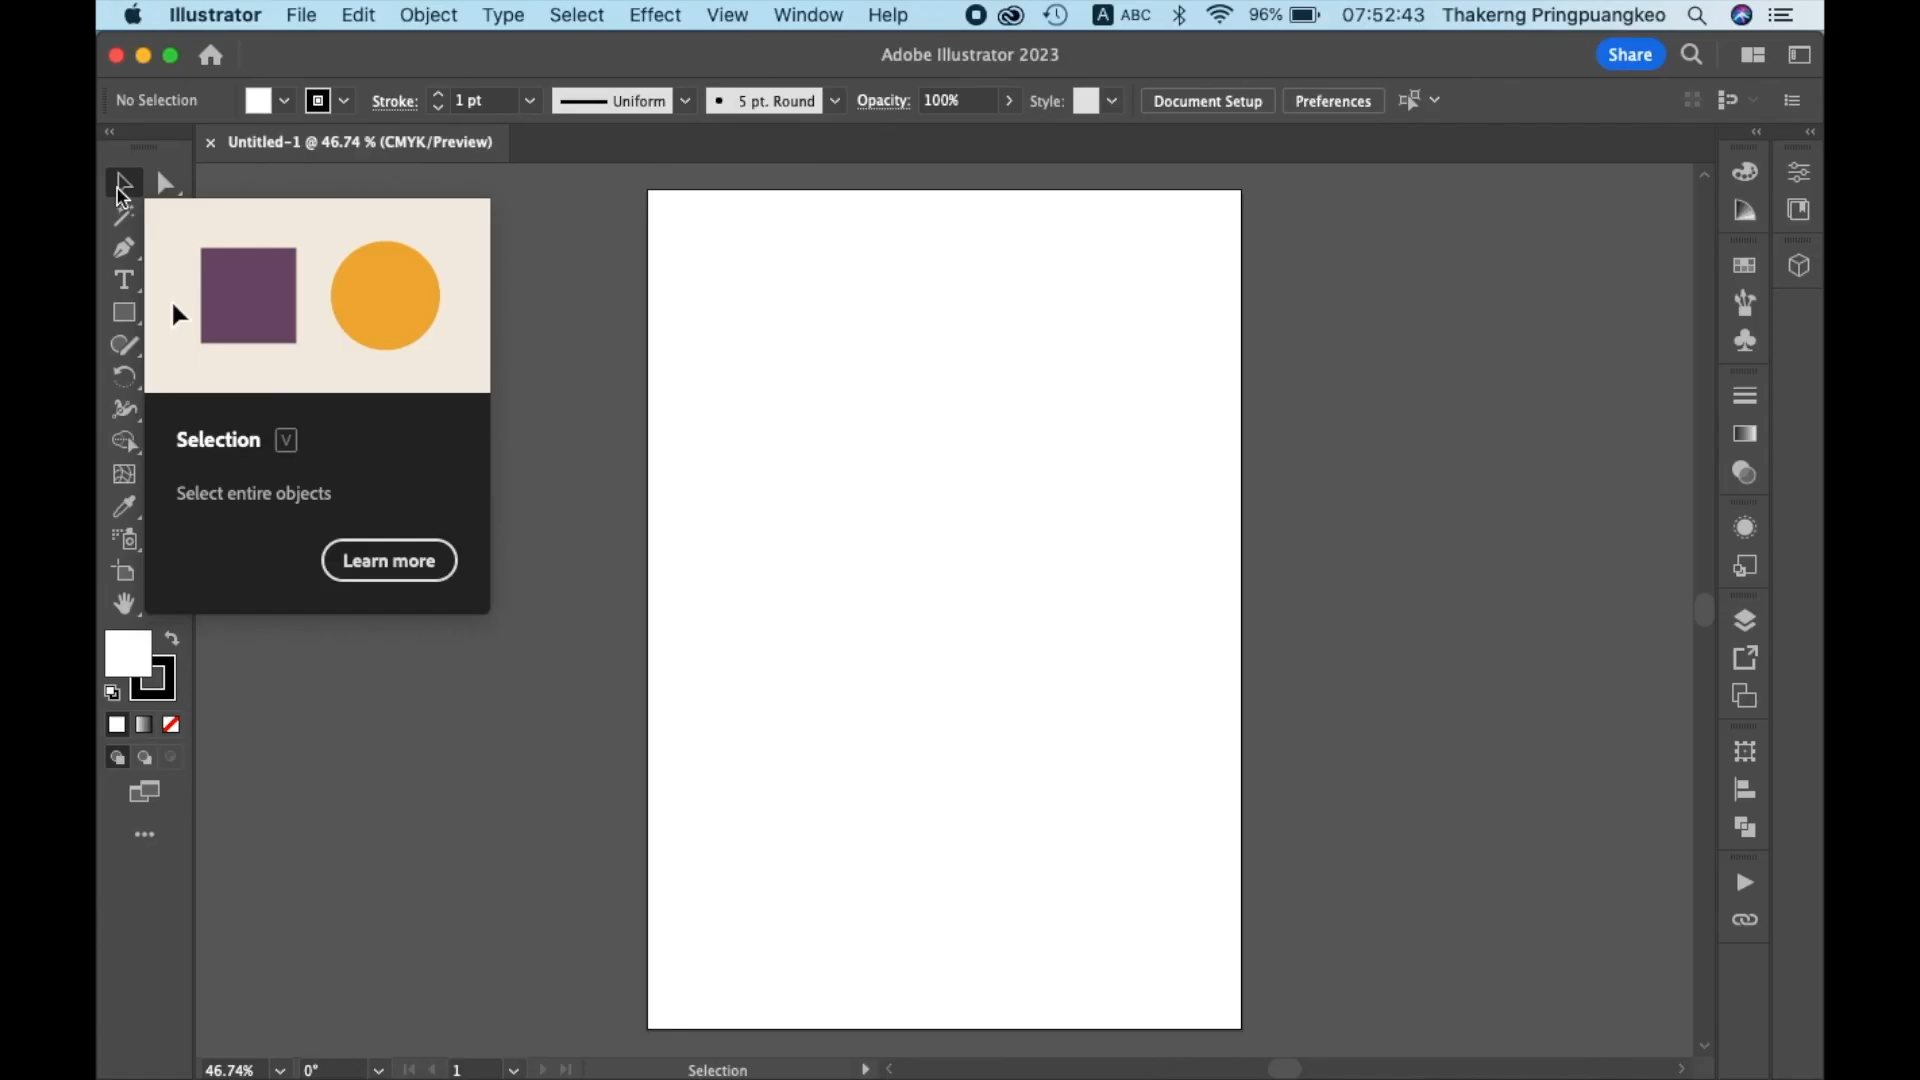 Illustrator File Edit Object Type Select Effect View Window Help A ABC 96% 07:52:43 Thakerng Pringpuangkeo
Adobe Illustrator 2023 Share
No Selection Stroke: 1 pt Uniform 5 pt. Round Opacity: 100% Style: Document Setup Preferences
Untitled-1 @ 46.74 % (CMYK/Preview)
T
Selection V
Select entire objects
Learn more
46.74% 0° 1 Selection